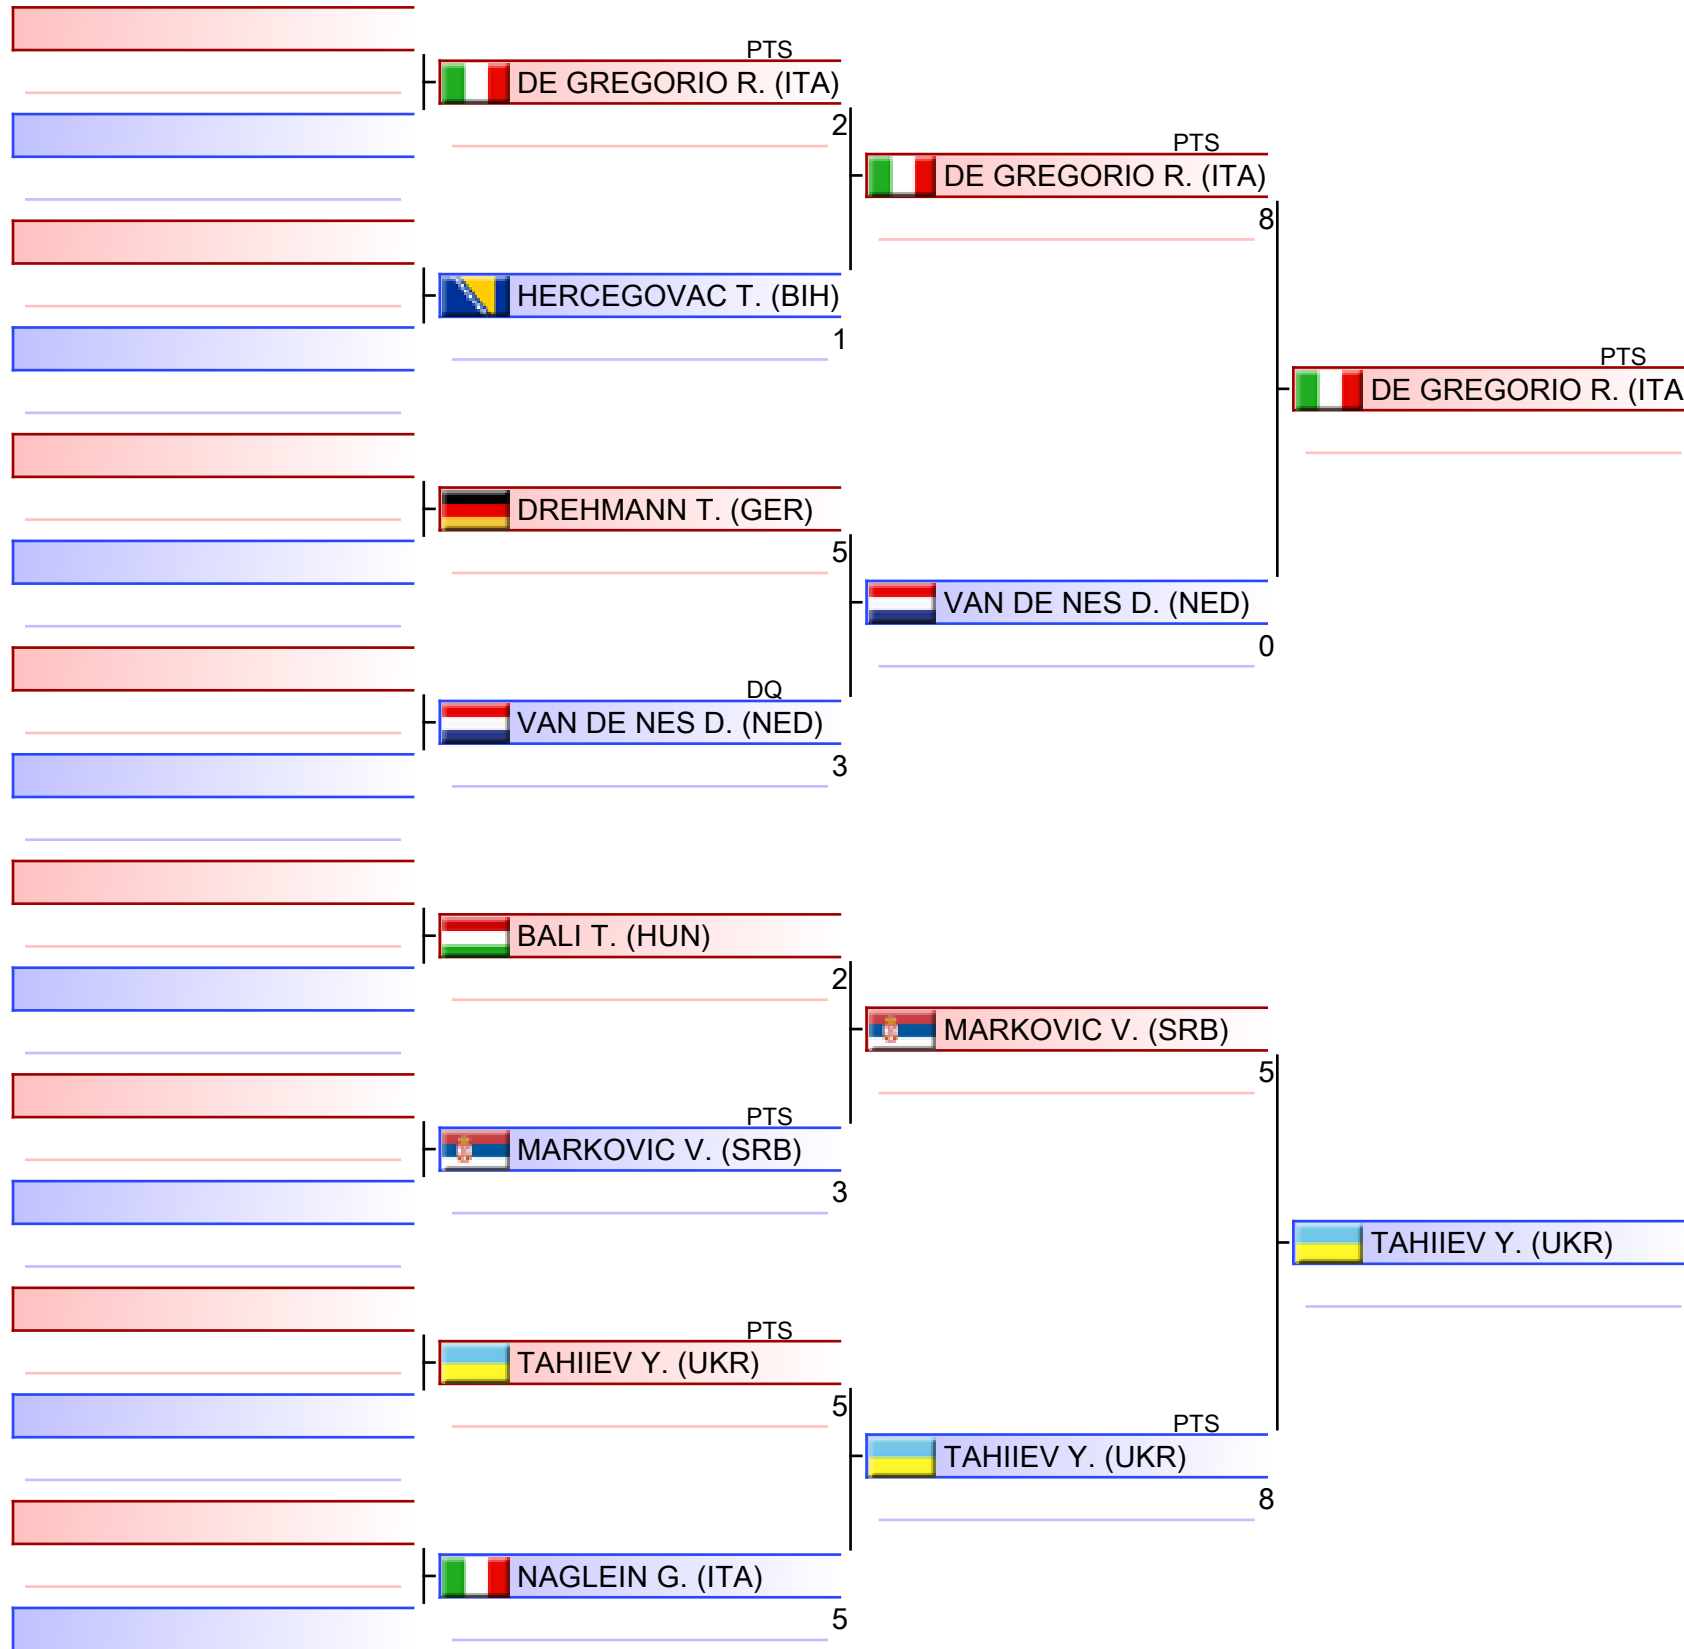 PTS
DE GREGORIO R. (ITA)
2
PTS
DE GREGORIO R. (ITA)
8
HERCEGOVAC T. (BIH)
1
PTS
DE GREGORIO R. (ITA
DREHMANN T. (GER)
5
VAN DE NES D. (NED)
0
DQ
VAN DE NES D. (NED)
3
BALI T. (HUN)
2
MARKOVIC V. (SRB)
5
PTS
MARKOVIC V. (SRB)
3
TAHIIEV Y. (UKR)
PTS
TAHIIEV Y. (UKR)
5
PTS
TAHIIEV Y. (UKR)
8
NAGLEIN G. (ITA)
5